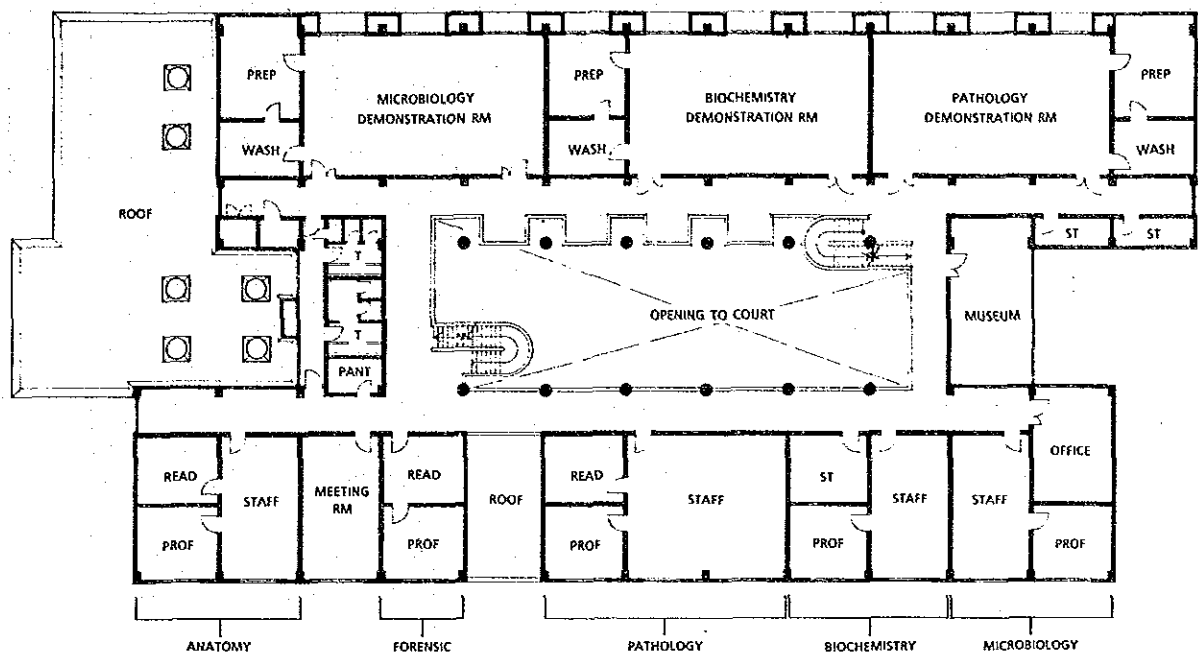 PREP
MICROBIOLOGY
DEMONSTRATION RM
PREP
BIOCHEMISTRY
DEMONSTRATION RM
PATHOLOGY
DEMONSTRATION RM
PREP
WASH
WASH
WASH
ROOF
T
ST
ST
OPENING TO COURT
MUSEUM
T
PANT
READ
STAFF
MEETING
RM
READ
ROOF
READ
STAFF
ST
STAFF
STAFF
OFFICE
PROF
PROF
PROF
PROF
PROF
ANATOMY
FORENSIC
PATHOLOGY
BIOCHEMISTRY
MICROBIOLOGY